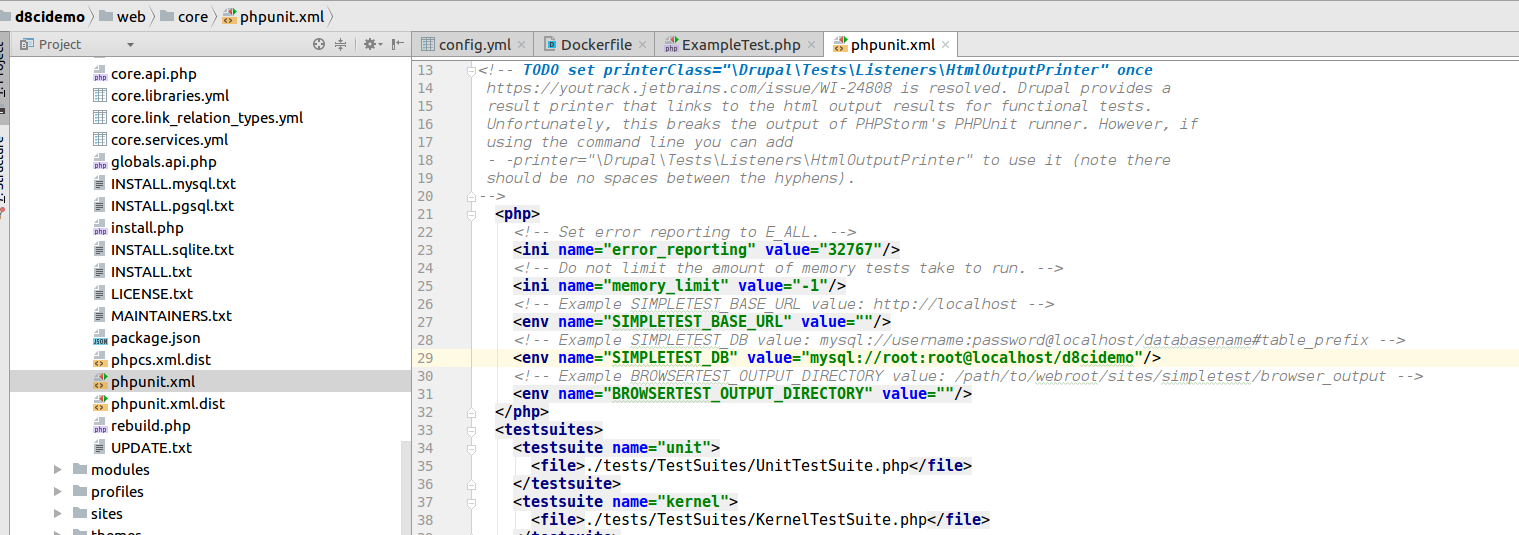 d8cidemo web core phpunit.xml
Project
config.yml Dockerfile ExampleTest.php phpunit.xml
1: Project
core.api.php
core.libraries.yml
core.link_relation_types.yml
core.services.yml
globals.api.php
INSTALL.mysql.txt
INSTALL.pgsql.txt
install.php
INSTALL.sqlite.txt
INSTALL.txt
LICENSE.txt
MAINTAINERS.txt
package.json
phpcs.xml.dist
phpunit.xml
phpunit.xml.dist
rebuild.php
UPDATE.txt
modules
profiles
sites
themes
13 <!-- TODO set printerClass="\Drupal\Tests\Listeners\HtmlOutputPrinter" once
14 https://youtrack.jetbrains.com/issue/WI-24808 is resolved. Drupal provides a
15 result printer that links to the html output results for functional tests.
16 Unfortunately, this breaks the output of PHPStorm's PHPUnit runner. However, if
17 using the command line you can add
18 - -printer="\Drupal\Tests\Listeners\HtmlOutputPrinter" to use it (note there
19 should be no spaces between the hyphens).
20 -->
21 <php>
22 <!-- Set error reporting to E_ALL. -->
23 <ini name="error_reporting" value="32767"/>
24 <!-- Do not limit the amount of memory tests take to run. -->
25 <ini name="memory_limit" value="-1"/>
26 <!-- Example SIMPLETEST_BASE_URL value: http://localhost -->
27 <env name="SIMPLETEST_BASE_URL" value=""/>
28 <!-- Example SIMPLETEST_DB value: mysql://username:password@localhost/databasename#table_prefix -->
29 <env name="SIMPLETEST_DB" value="mysql://root:root@localhost/d8cidemo"/>
30 <!-- Example BROWSERTEST_OUTPUT_DIRECTORY value: /path/to/webroot/sites/simpletest/browser_output -->
31 <env name="BROWSERTEST_OUTPUT_DIRECTORY" value=""/>
32 </php>
33 <testsuites>
34 <testsuite name="unit">
35 <file>./tests/TestSuites/UnitTestSuite.php</file>
36 </testsuite>
37 <testsuite name="kernel">
38 <file>./tests/TestSuites/KernelTestSuite.php</file>
</testsuite>